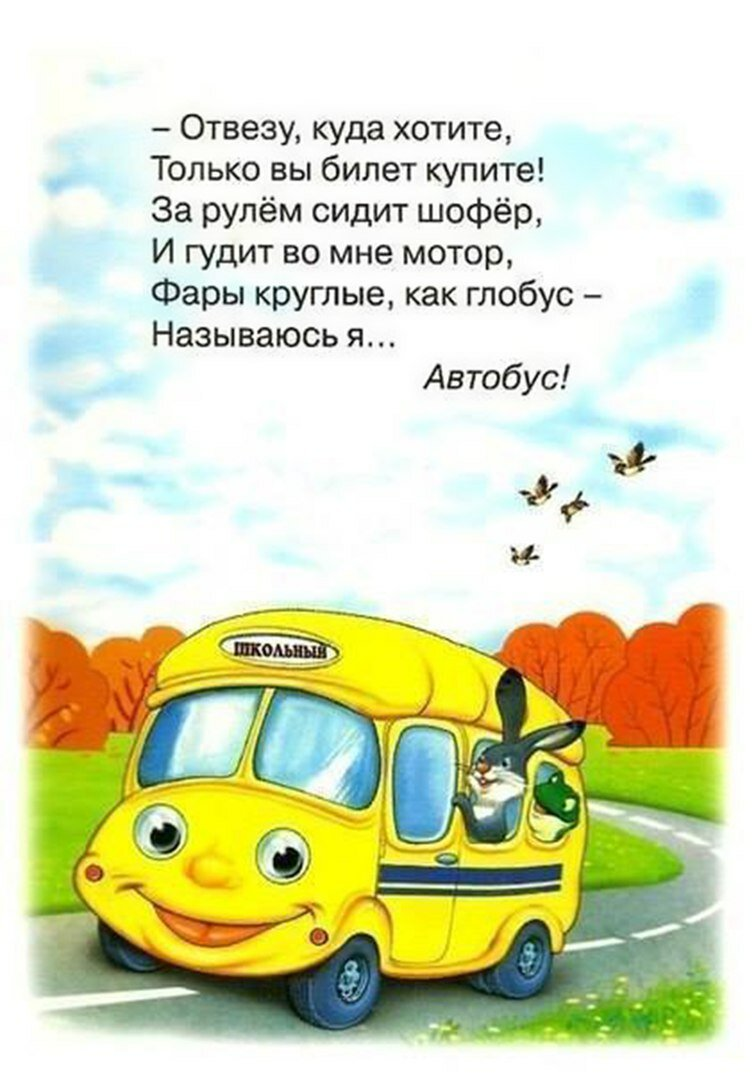 – Отвезу, куда хотите,
Только вы билет купите!
За рулём сидит шофёр,
И гудит во мне мотор,
Фары круглые, как глобус –
Называюсь я...
Автобус!
ШКОЛЬНЫЙ